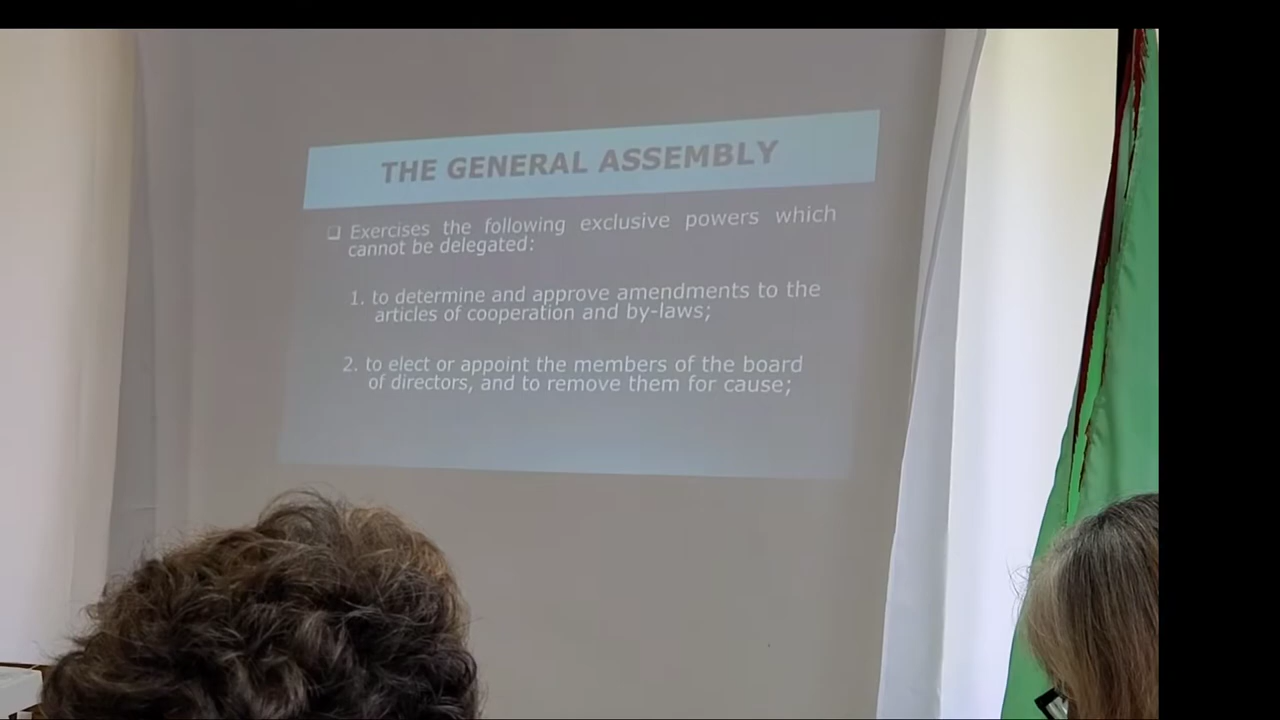 THE GENERAL ASSEMBLY
❑ Exercises the following exclusive powers which
cannot be delegated:
1. to determine and approve amendments to the
articles of cooperation and by-laws;
2. to elect or appoint the members of the board
of directors, and to remove them for cause;